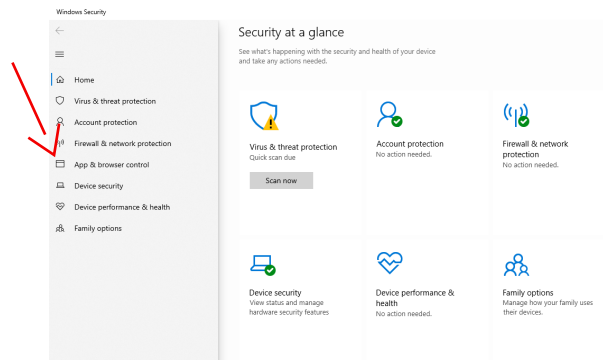 Windows Security
Home
Virus & threat protection
Account protection
Firewall & network protection
App & browser control
Device security
Device performance & health
Family options
Security at a glance
See what's happening with the security and health of your device
and take any actions needed.
Virus & threat protection
Quick scan due
Scan now
Account protection
No action needed.
Firewall & network
protection
No action needed.
Device security
View status and manage
hardware security features
Device performance &
health
No action needed.
Family options
Manage how your family uses
their devices.